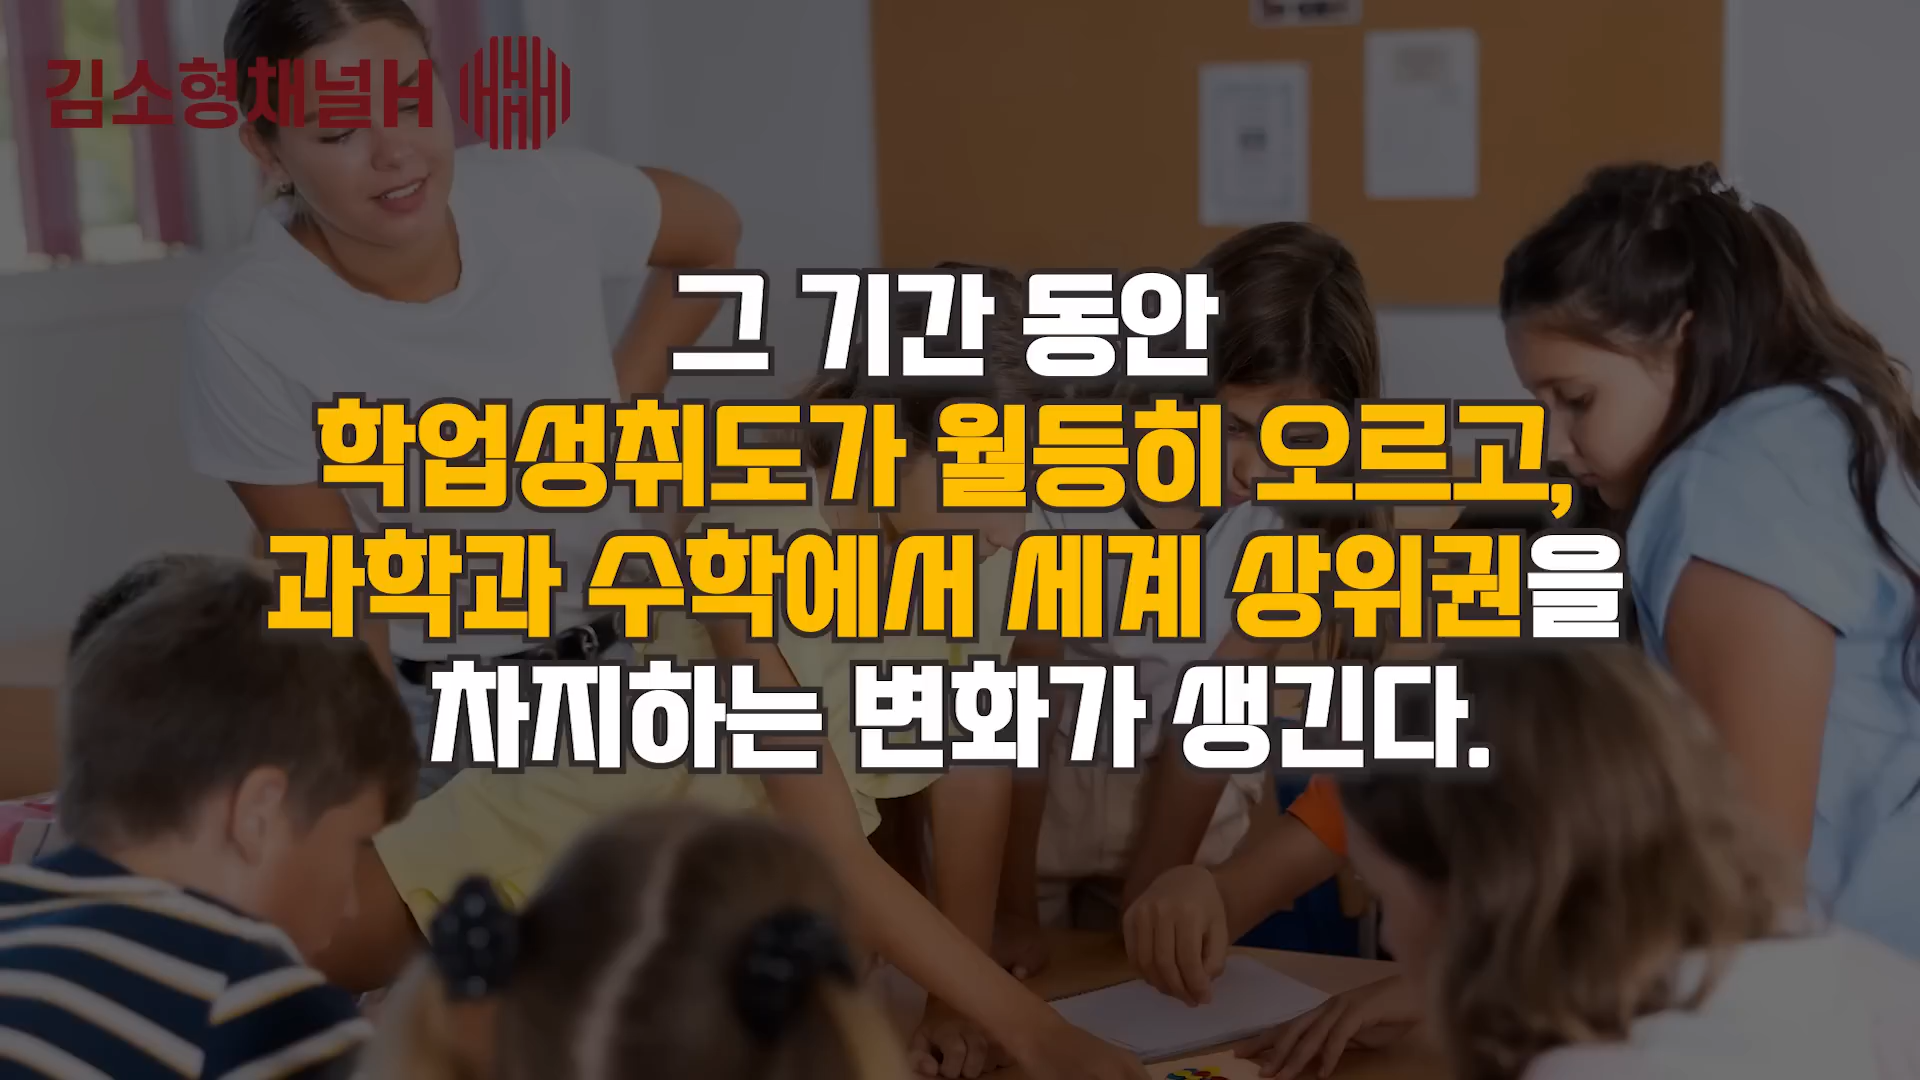 김소형채널H
그 기간 동안
학업성취도가 월등히 오르고,
과학과 수학에서 세계 상위권을
차지하는 변화가 생긴다.